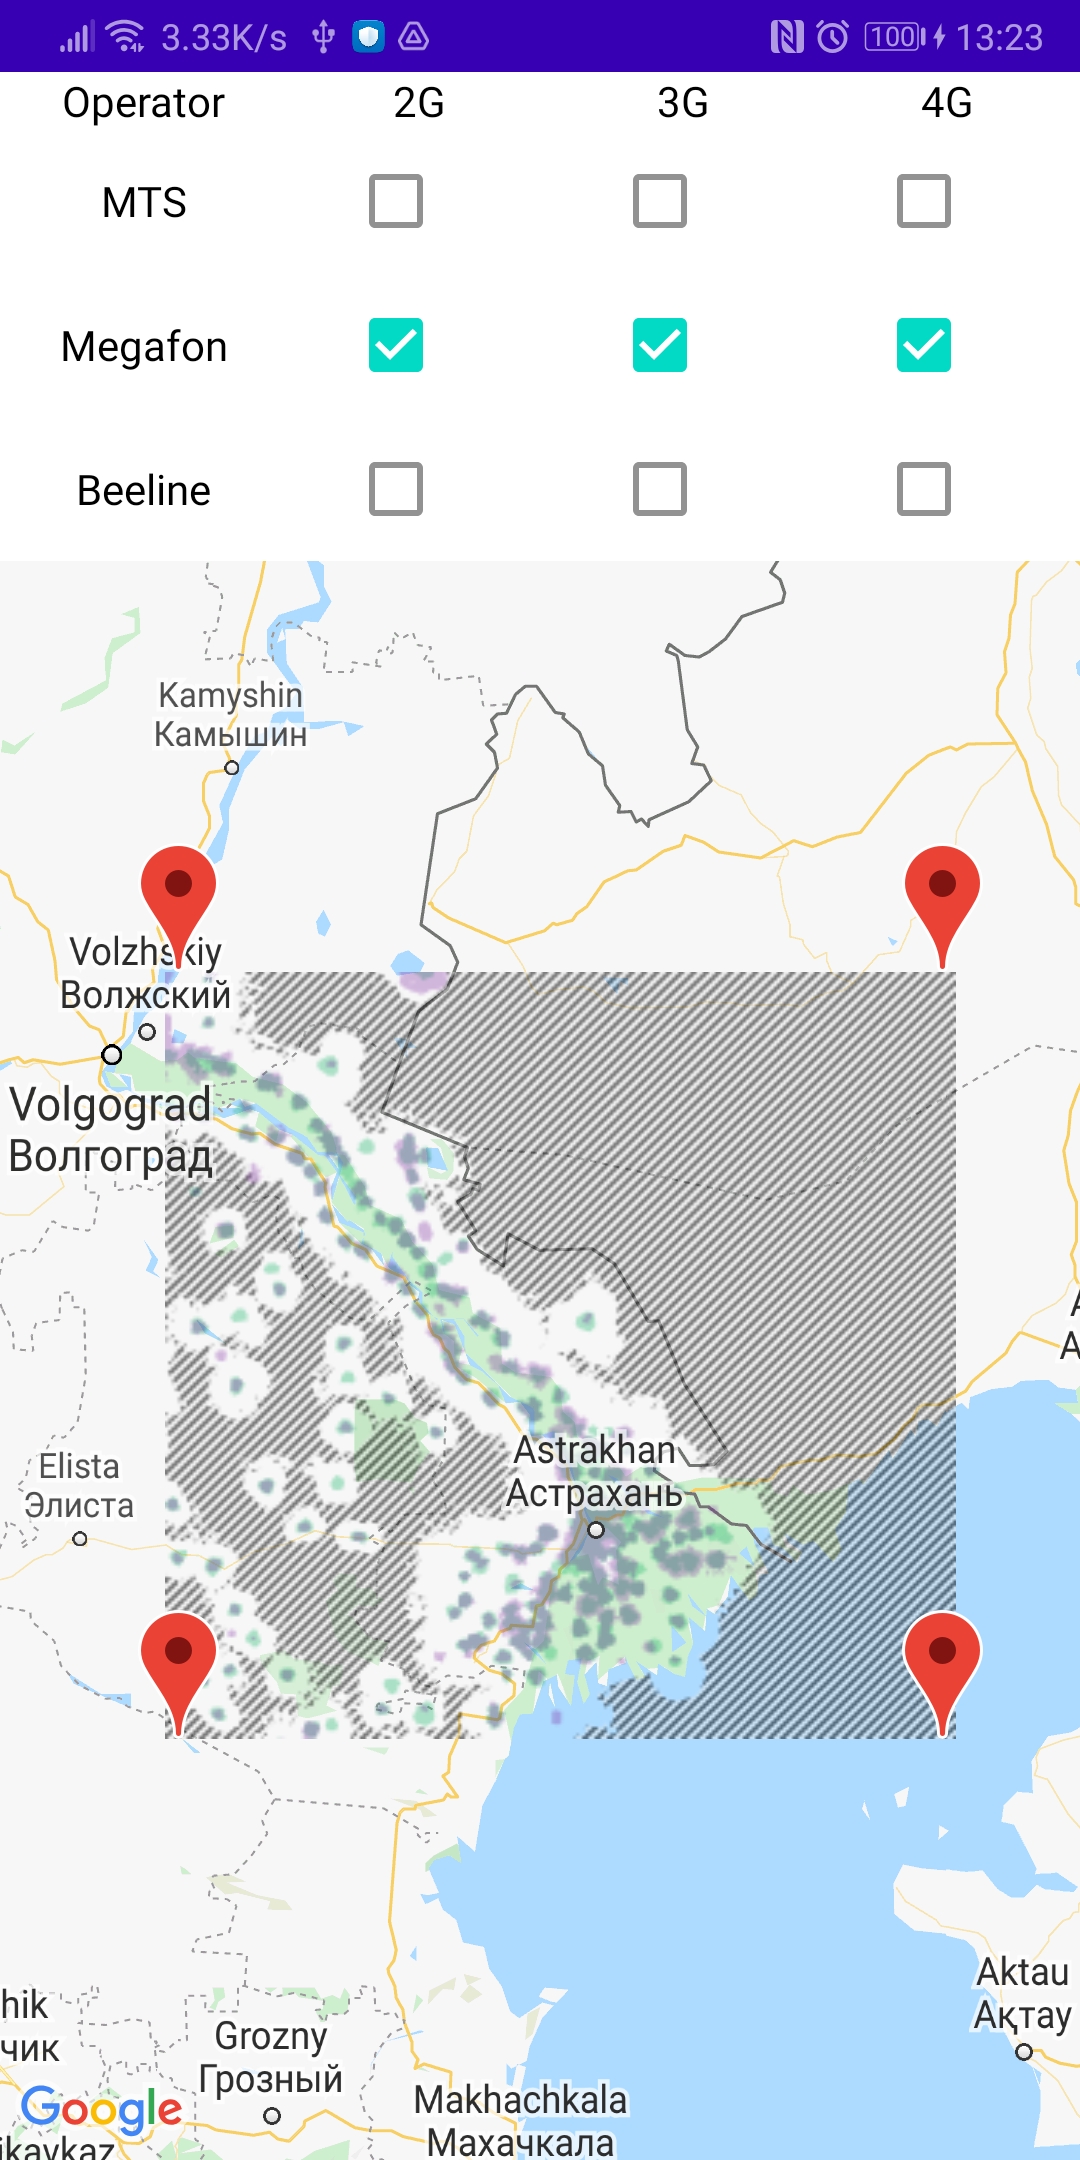 3.33K/s 100 13:23
Operator 2G 3G 4G
MTS
Megafon
Beeline
Kamyshin
Камышин
Volzhskiy
Волжский
Volgograd
Волгоград
Astrakhan
Астрахань
Elista
Элиста
Aktau
Ақтау
hik
чик
Grozny
Грозный
Makhachkala
Махачкала
Google
ikavkaz